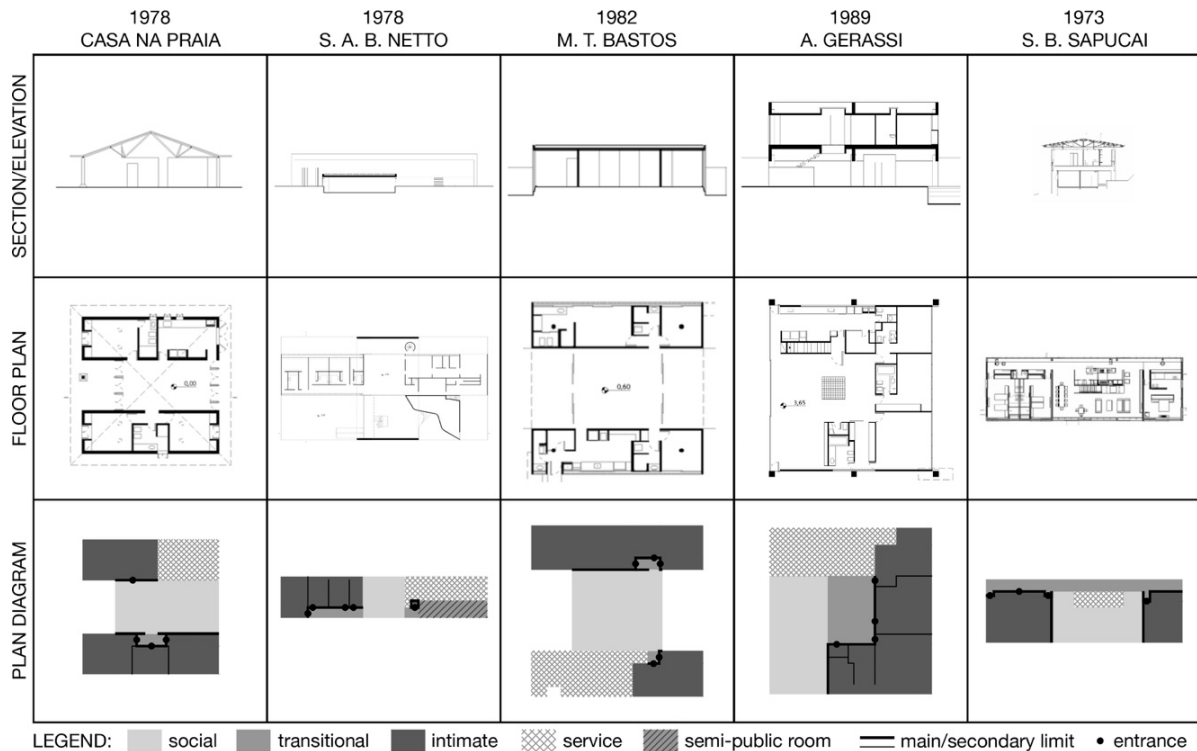 1978
CASA NA PRAIA
1978
S. A. B. NETTO
1982
M. T. BASTOS
1989
A. GERASSI
1973
S. B. SAPUCAI
SECTION/ELEVATION
FLOOR PLAN
0,00
0,60
3,65
PLAN DIAGRAM
LEGEND: social transitional intimate service semi-public room main/secondary limit entrance